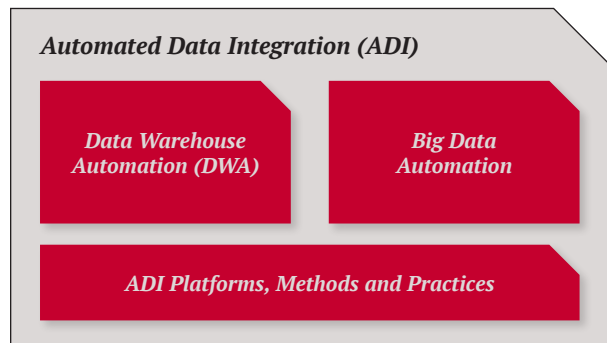 Automated Data Integration (ADI)
Data Warehouse
Automation (DWA)
Big Data
Automation
ADI Platforms, Methods and Practices